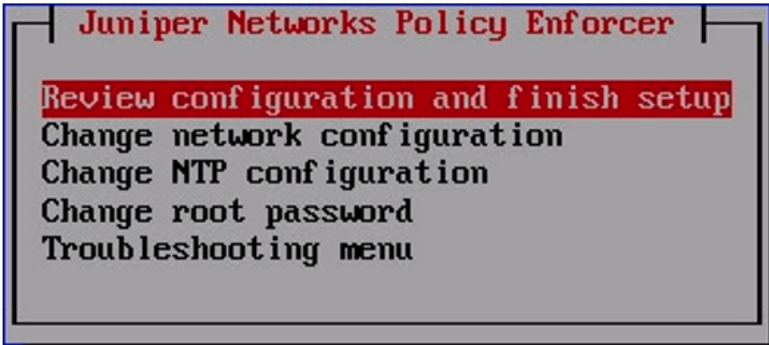 Juniper Networks Policy Enforcer
Review configuration and finish setup
Change network configuration
Change NTP configuration
Change root password
Troubleshooting menu